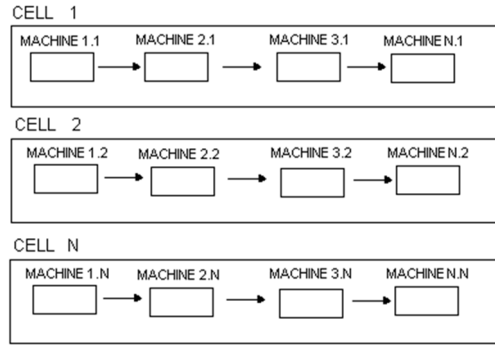 CELL 1
MACHINE 1.1 MACHINE 2.1 MACHINE 3.1 MACHINE N.1
CELL 2
MACHINE 1.2 MACHINE 2.2 MACHINE 3.2 MACHINE N.2
CELL N
MACHINE 1.N MACHINE 2.N MACHINE 3.N MACHINE N.N